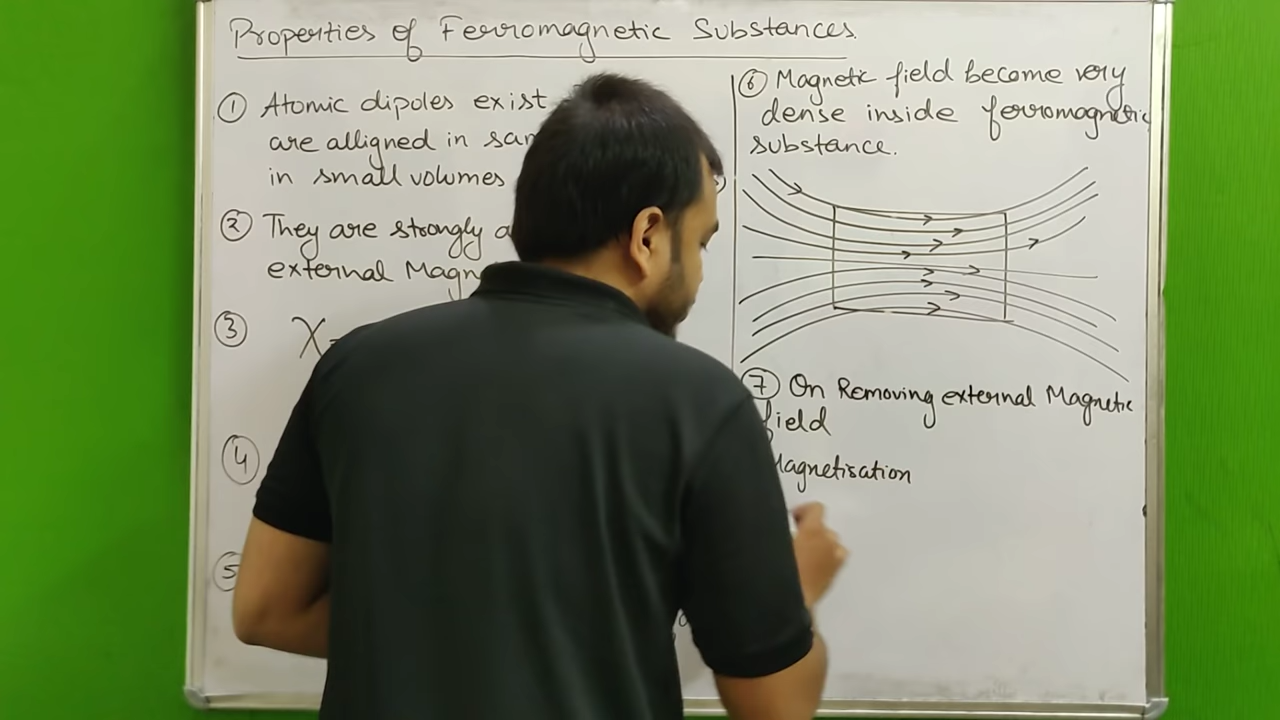 Properties of Ferromagnetic Substances
① Atomic dipoles exist
are alligned in
in small volumes
② They are strongly
external
③ X
④
⑤
⑥ Magnetic field become very
dense inside ferromagnetic
substance.
⑦ On Removing external Magnetic
field
Magnetisation